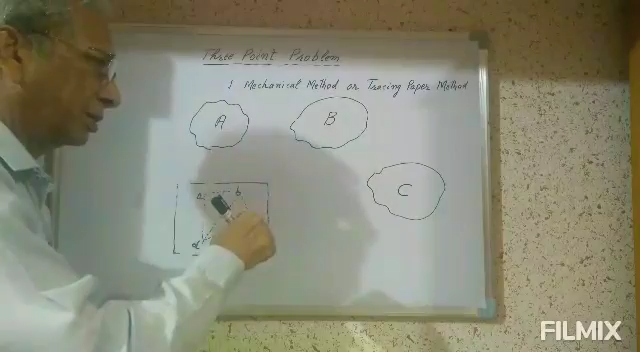 Three Point Problem
1 Mechanical Method or Tracing Paper Method
A
B
C
a
b
d
FILMIX